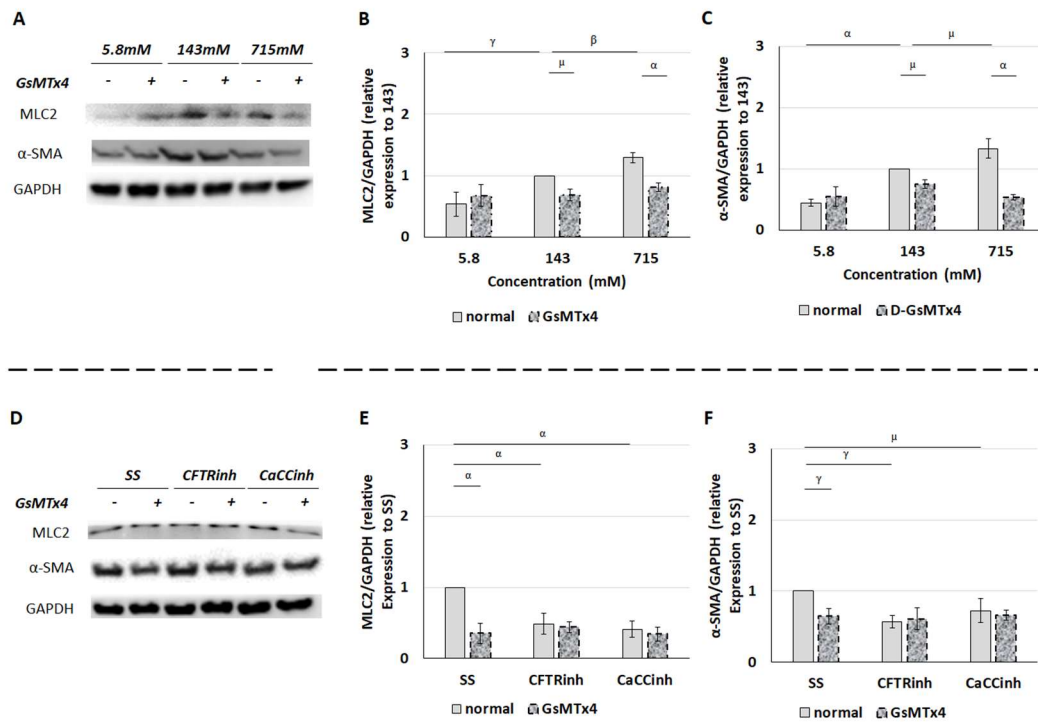 A
5.8mM 143mM 715mM
GsMTx4 - + - + - +
MLC2
α-SMA
GAPDH
B
MLC2/GAPDH (relative
expression to 143)
3
2
1
0
γ β
μ α
5.8 143 715
Concentration (mM)
normal GsMTx4
C
α-SMA/GAPDH (relative
expression to 143)
3
2
1
0
α μ
μ α
5.8 143 715
Concentration (mM)
normal D-GsMTx4
D
SS CFTRinh CaCCinh
GsMTx4 - + - + - +
MLC2
α-SMA
GAPDH
E
MLC2/GAPDH (relative
Expression to SS)
3
2
1
0
α
α
α
SS CFTRinh CaCCinh
normal GsMTx4
F
α-SMA/GAPDH (relative
Expression to SS)
3
2
1
0
μ
γ
γ
SS CFTRinh CaCCinh
normal GsMTx4